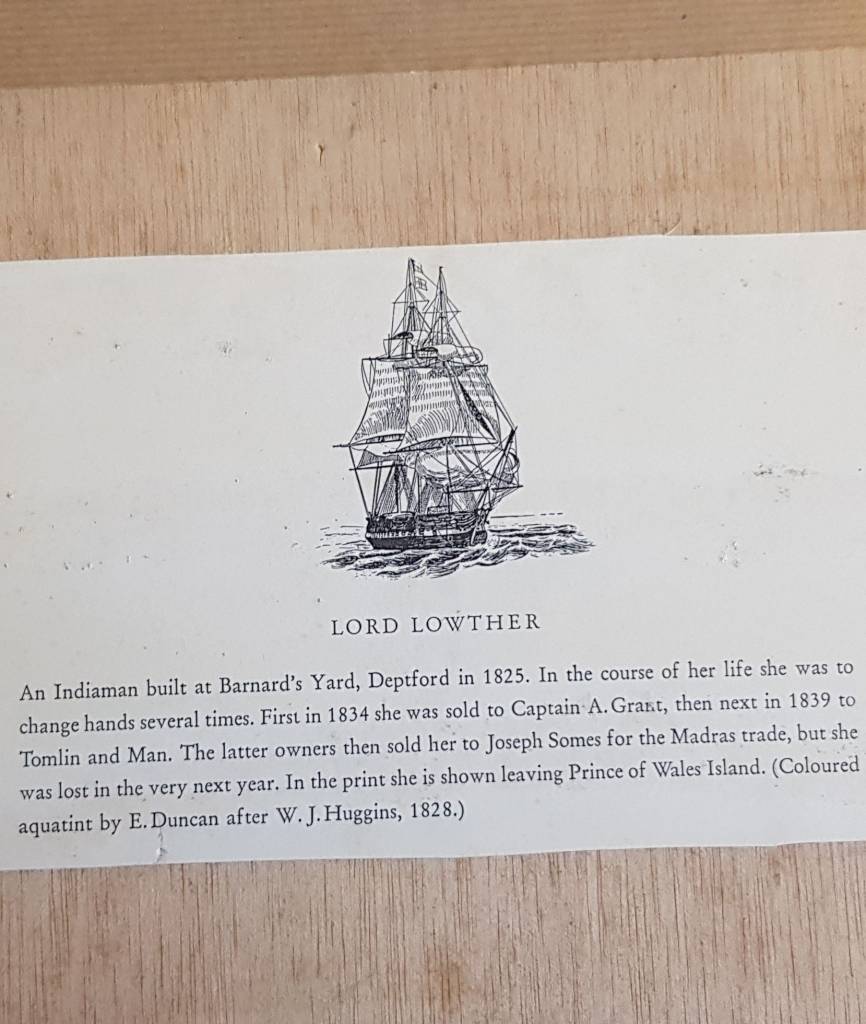 LORD LOWTHER
An Indiaman built at Barnard's Yard, Deptford in 1825. In the course of her life she was to
change hands several times. First in 1834 she was sold to Captain A. Grant, then next in 1839 to
Tomlin and Man. The latter owners then sold her to Joseph Somes for the Madras trade, but she
was lost in the very next year. In the print she is shown leaving Prince of Wales Island. (Coloured
aquatint by E. Duncan after W. J. Huggins, 1828.)